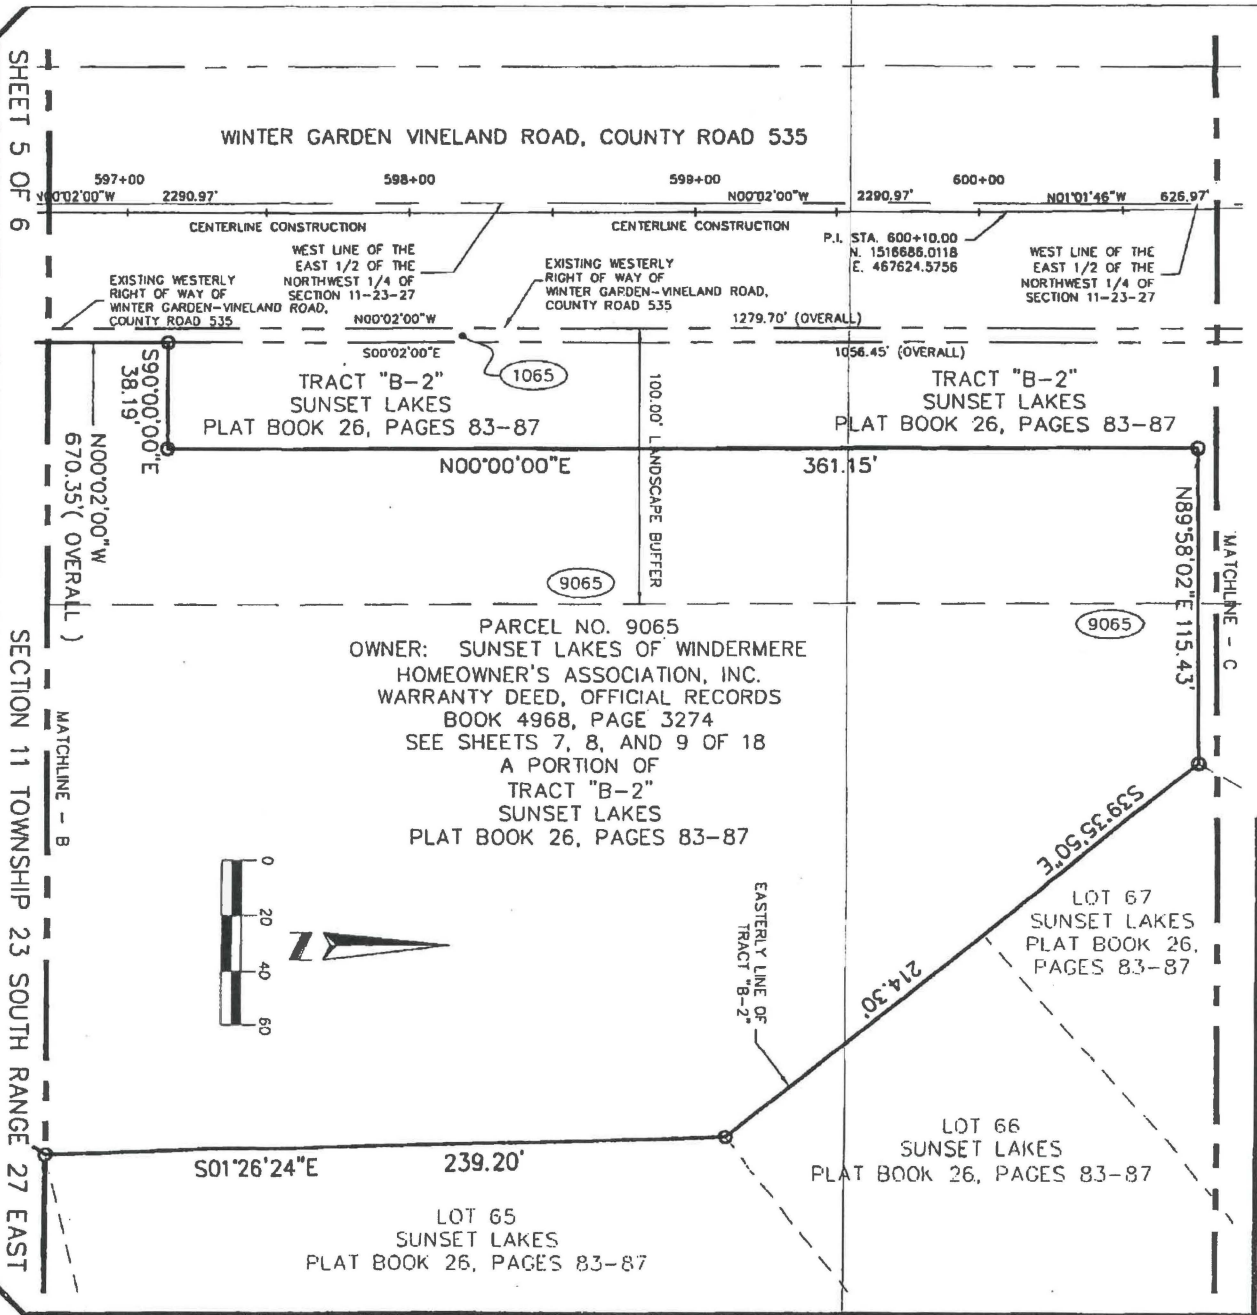 SHEET 5 OF 6
WINTER GARDEN VINELAND ROAD, COUNTY ROAD 535
597+00
598+00
599+00
600+00
N00°02'00"W
2290.97'
N00°02'00"W
2290.97'
N01°01'46"W
626.97'
CENTERLINE CONSTRUCTION
CENTERLINE CONSTRUCTION
P.I. STA. 600+10.00
N. 1516686.0118
E. 467624.5756
WEST LINE OF THE
EAST 1/2 OF THE
NORTHWEST 1/4 OF
SECTION 11-23-27
WEST LINE OF THE
EAST 1/2 OF THE
NORTHWEST 1/4 OF
SECTION 11-23-27
EXISTING WESTERLY
RIGHT OF WAY OF
WINTER GARDEN-VINELAND ROAD,
COUNTY ROAD 535
EXISTING WESTERLY
RIGHT OF WAY OF
WINTER GARDEN-VINELAND ROAD,
COUNTY ROAD 535
N00°02'00"W
1279.70' (OVERALL)
S00°02'00"E
1056.45' (OVERALL)
1065
TRACT "B-2"
SUNSET LAKES
PLAT BOOK 26, PAGES 83-87
TRACT "B-2"
SUNSET LAKES
PLAT BOOK 26, PAGES 83-87
S90°00'00"E
38.19'
N00°02'00"W
670.35'( OVERALL )
N00°00'00"E
361.15'
100.00' LANDSCAPE BUFFER
N89°58'02"E 115.43'
MATCHLINE - C
9065
9065
PARCEL NO. 9065
OWNER: SUNSET LAKES OF WINDERMERE
HOMEOWNER'S ASSOCIATION, INC.
WARRANTY DEED, OFFICIAL RECORDS
BOOK 4968, PAGE 3274
SEE SHEETS 7, 8, AND 9 OF 18
A PORTION OF
TRACT "B-2"
SUNSET LAKES
PLAT BOOK 26, PAGES 83-87
MATCHLINE - B
SECTION 11 TOWNSHIP 23 SOUTH RANGE 27 EAST
0
20
40
60
N
S39°35'50"E
214.30'
EASTERLY LINE OF
TRACT "B-2"
LOT 67
SUNSET LAKES
PLAT BOOK 26,
PAGES 83-87
LOT 66
SUNSET LAKES
PLAT BOOK 26, PAGES 83-87
S01°26'24"E
239.20'
LOT 65
SUNSET LAKES
PLAT BOOK 26, PAGES 83-87